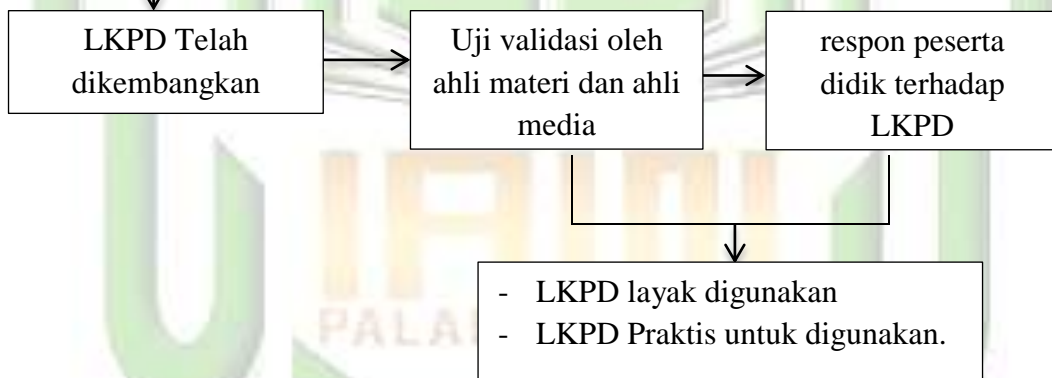 LKPD Telah
dikembangkan
Uji validasi oleh
ahli materi dan ahli
media
respon peserta
didik terhadap
LKPD
- LKPD layak digunakan
- LKPD Praktis untuk digunakan.
IAIN